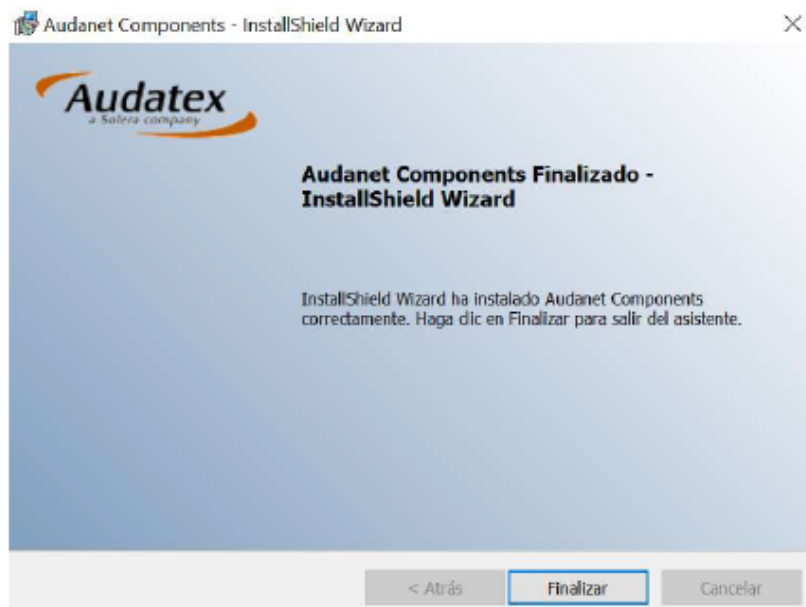 Audanet Components - InstallShield Wizard
Audatex
a Solera company
Audanet Components Finalizado -
InstallShield Wizard
InstallShield Wizard ha instalado Audanet Components
correctamente. Haga clic en Finalizar para salir del asistente.
< Atrás Finalizar Cancelar